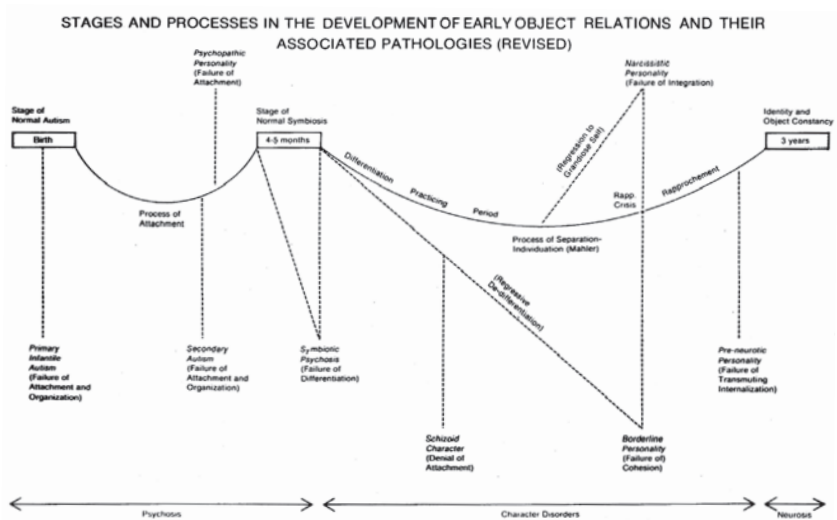 STAGES AND PROCESSES IN THE DEVELOPMENT OF EARLY OBJECT RELATIONS AND THEIR
ASSOCIATED PATHOLOGIES (REVISED)
Psychopathic
Personality
(Failure of
Attachment)
Narcissistic
Personality
(Failure of Integration)
Stage of
Normal Autism
Birth
Stage of
Normal Symbiosis
4-5 months
Identity and
Object Constancy
3 years
Process of
Attachment
Differentiation
Practicing
Period
(Regression to
Grandiose Self)
Rapp.
Crisis
Rapprochement
Process of Separation-
Individuation (Mahler)
(Regressive
De-differentiation)
Primary
Infantile
Autism
(Failure of
Attachment and
Organization)
Secondary
Autism
(Failure of
Attachment and
Organization)
Symbiotic
Psychosis
(Failure of
Differentiation)
Pre-neurotic
Personality
(Failure of
Transmuting
Internalization)
Schizoid
Character
(Denial of
Attachment)
Borderline
Personality
(Failure of)
Cohesion)
Psychosis
Character Disorders
Neurosis